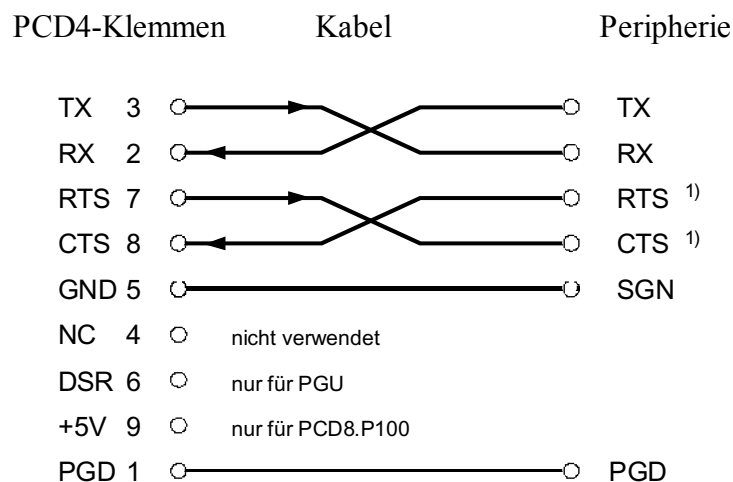 PCD4-Klemmen Kabel Peripherie
TX 3 TX
RX 2 RX
RTS 7 RTS 1)
CTS 8 CTS 1)
GND 5 SGN
NC 4 nicht verwendet
DSR 6 nur für PGU
+5V 9 nur für PCD8.P100
PGD 1 PGD